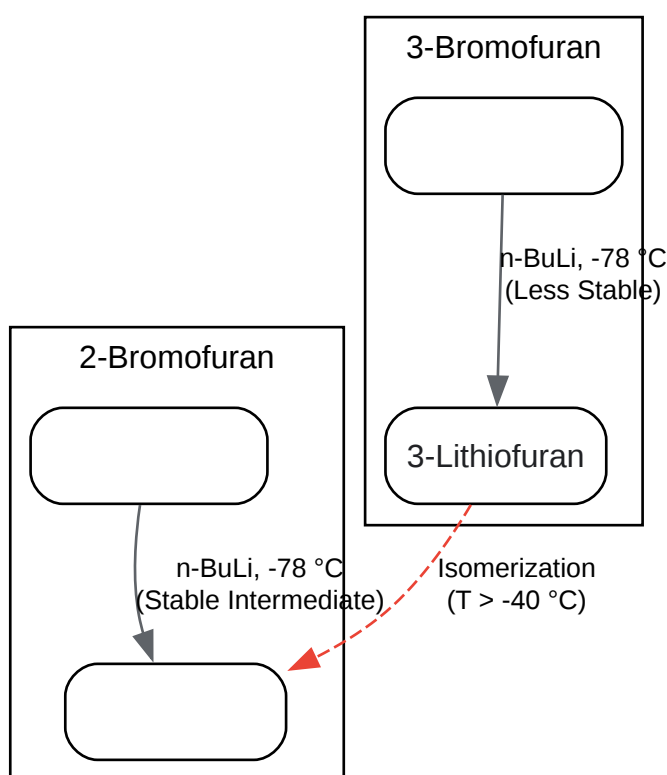 3-Bromofuran
n-BuLi, -78 °C
(Less Stable)
3-Lithiofuran
2-Bromofuran
n-BuLi, -78 °C
(Stable Intermediate)
Isomerization
(T > -40 °C)